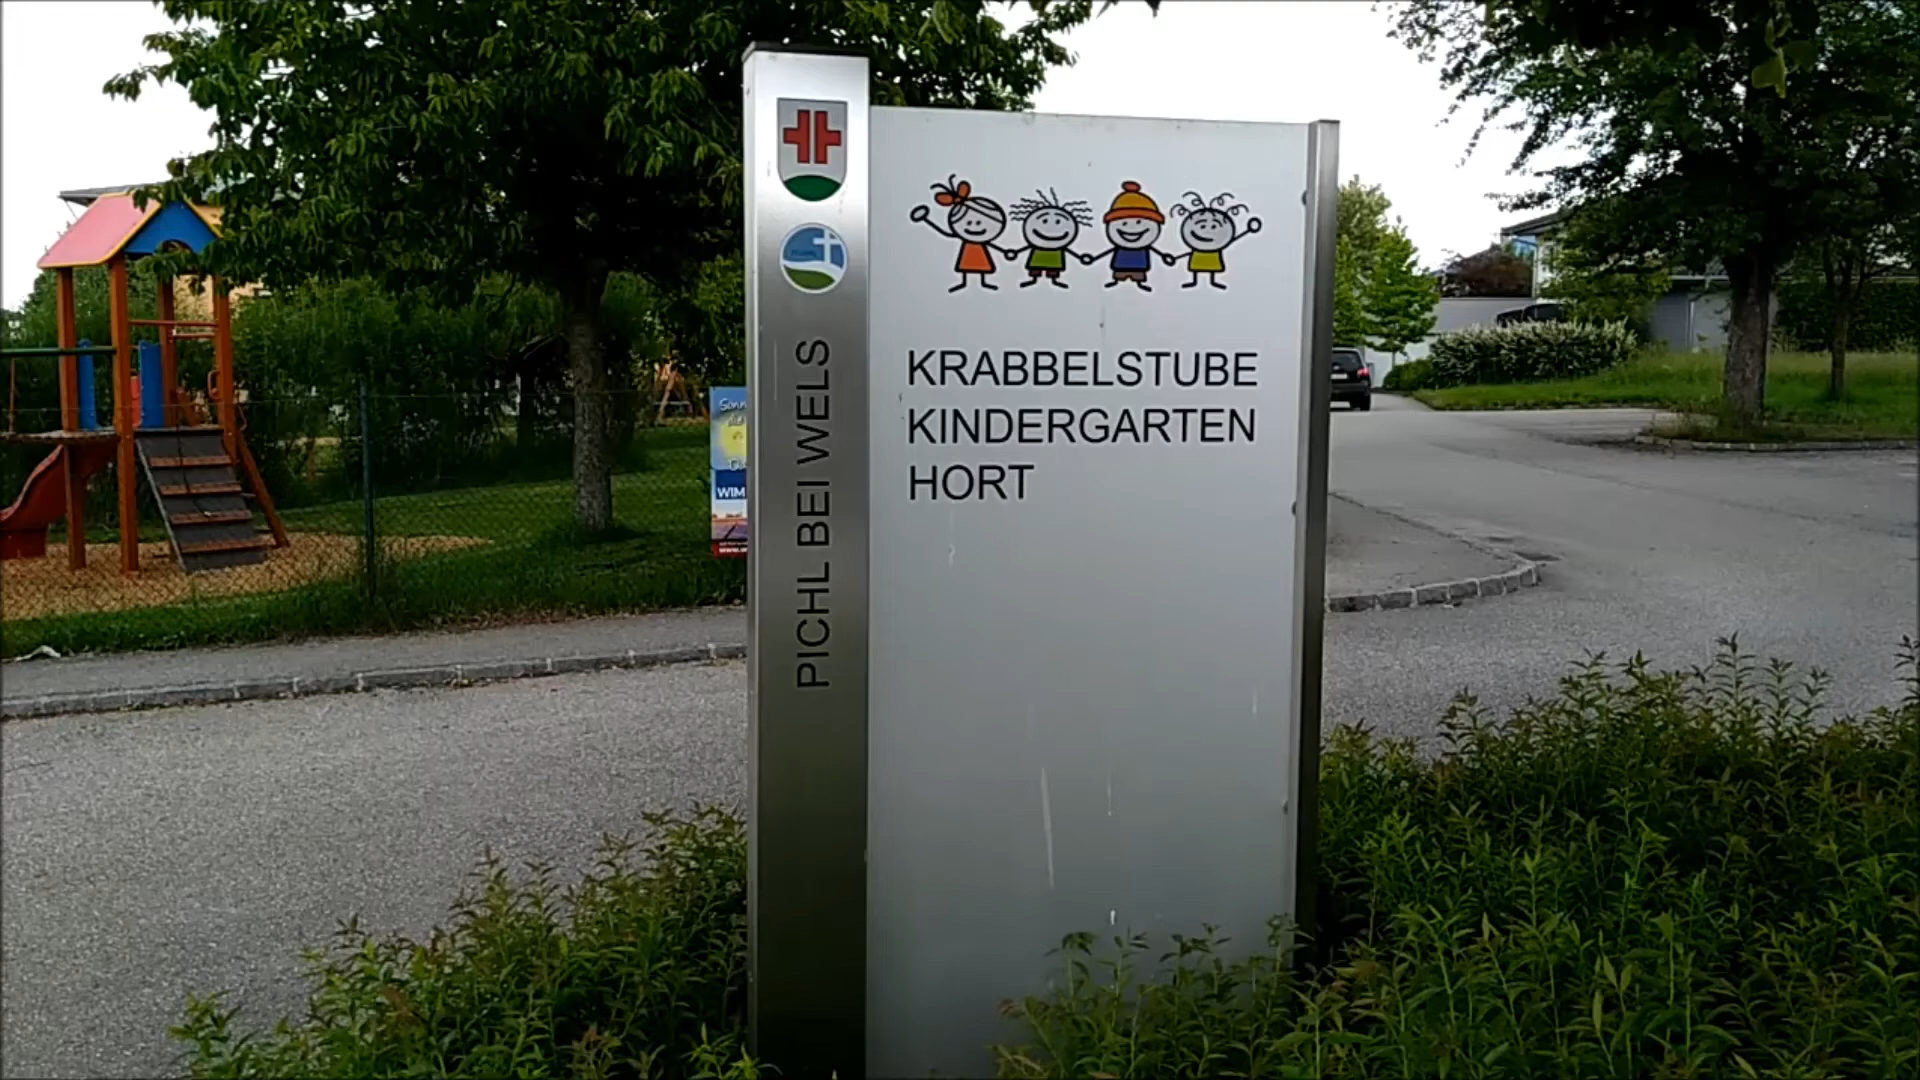 PICHL BEI WELS
KRABBELSTUBE
KINDERGARTEN
HORT
WIM